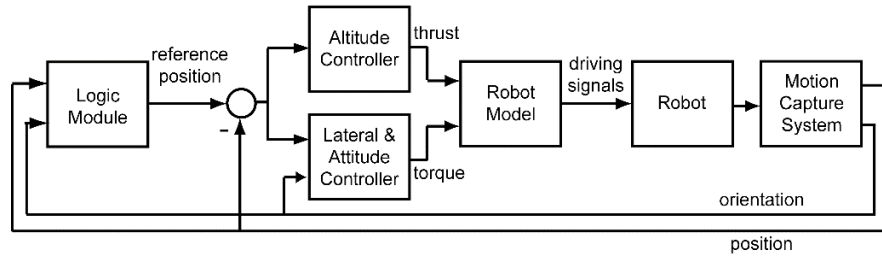 Logic
Module
reference
position
−
Altitude
Controller
thrust
Lateral &
Attitude
Controller
torque
Robot
Model
driving
signals
Robot
Motion
Capture
System
orientation
position